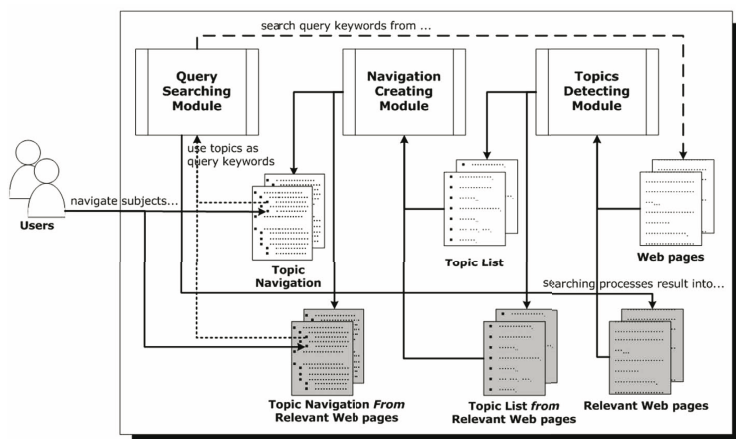 search query keywords from ...
Query
Searching
Module
Navigation
Creating
Module
Topics
Detecting
Module
use topics as
query keywords
navigate subjects...
Users
Topic
Navigation
Topic List
Web pages
searching processes result into...
Topic Navigation From
Relevant Web pages
Topic List from
Relevant Web pages
Relevant Web pages